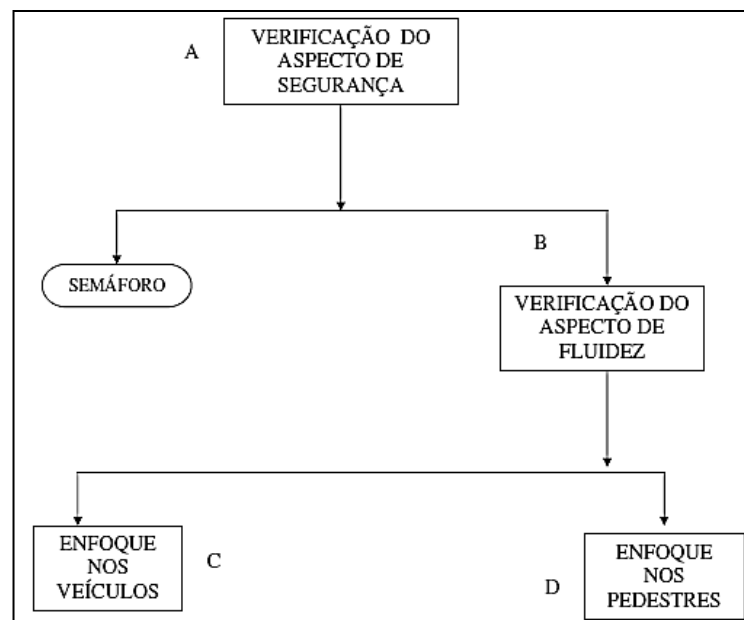 A
VERIFICAÇÃO DO
ASPECTO DE
SEGURANÇA
SEMÁFORO
B
VERIFICAÇÃO DO
ASPECTO DE
FLUIDEZ
ENFOQUE
NOS
VEÍCULOS
C
D
ENFOQUE
NOS
PEDESTRES